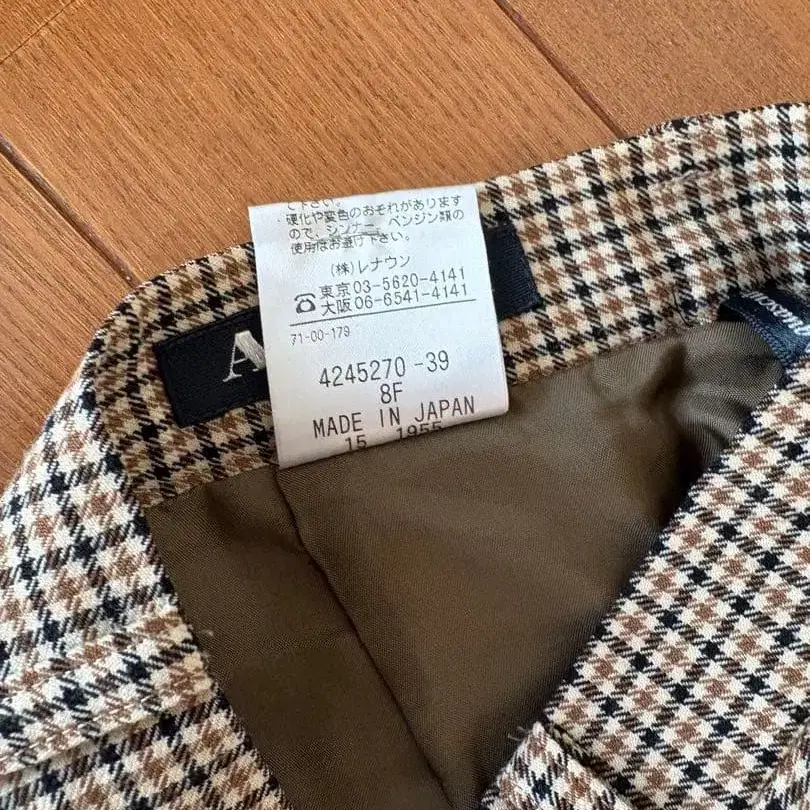 て下さい。
・硬化や変色のおそれがあります
ので、シンナー、ベンジン類の
使用はお避け下さい。
(株)レナウン
☎東京03-5620-4141
大阪06-6541-4141
71-00-179
4245270 -39
8F
MADE IN JAPAN
15 1955
A